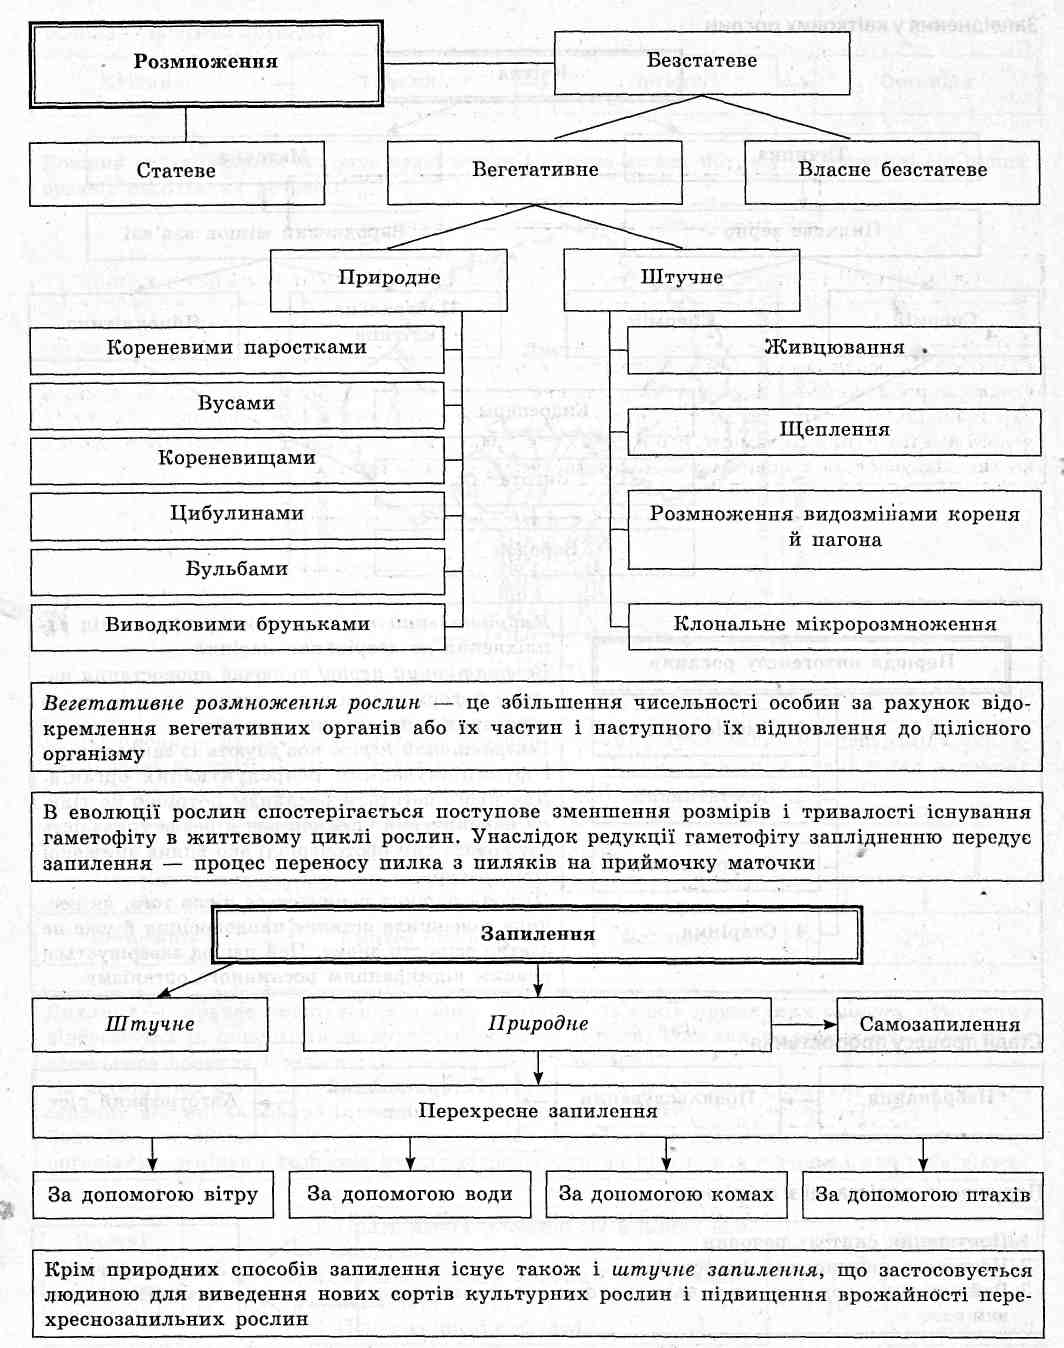 Розмноження
Безстатеве
Статеве
Вегетативне
Власне безстатеве
Природне
Штучне
Кореневими паростками
Вусами
Кореневищами
Цибулинами
Бульбами
Виводковими бруньками
Живцювання
Щеплення
Розмноження видозмінами кореня
й пагона
Клональне мікророзмноження
Вегетативне розмноження рослин — це збільшення чисельності особин за рахунок відо-
кремлення вегетативних органів або їх частин і наступного їх відновлення до цілісного
організму
В еволюції рослин спостерігається поступове зменшення розмірів і тривалості існування
гаметофіту в життєвому циклі рослин. Унаслідок редукції гаметофіту заплідненню передує
запилення — процес переносу пилка з пиляків на приймочку маточки
Запилення
Штучне
Природне
Самозапилення
Перехресне запилення
За допомогою вітру
За допомогою води
За допомогою комах
За допомогою птахів
Крім природних способів запилення існує також і штучне запилення, що застосовується
людиною для виведення нових сортів культурних рослин і підвищення врожайності пере-
хреснозапильних рослин